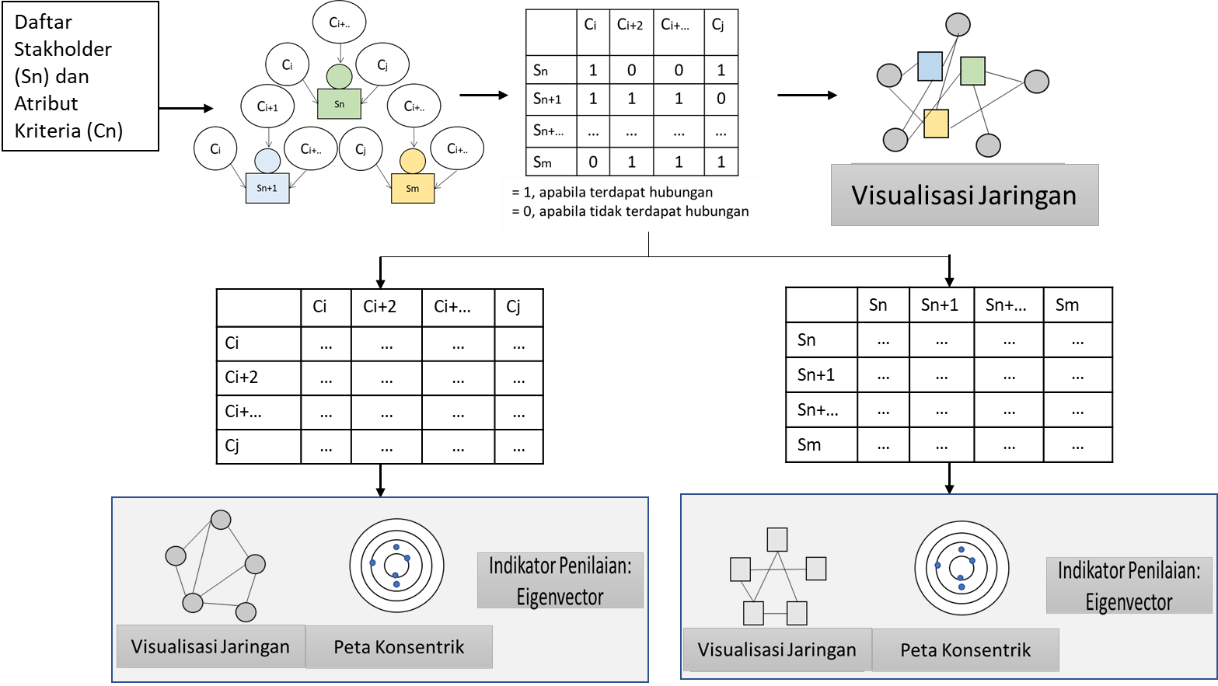 Daftar
Stakholder
(Sn) dan
Atribut
Kriteria (Cn)
Ci+..
Ci
Cj
Sn
Ci+1
Ci+..
Ci
Ci+..
Cj
Ci+..
Sn+1
Sm
Ci Ci+2 Ci+... Cj
Sn 1 0 0 1
Sn+1 1 1 1 0
Sn+... ... ... ... ...
Sm 0 1 1 1
= 1, apabila terdapat hubungan
= 0, apabila tidak terdapat hubungan
Visualisasi Jaringan
Ci Ci+2 Ci+... Cj
Ci ... ... ... ...
Ci+2 ... ... ... ...
Ci+... ... ... ... ...
Cj ... ... ... ...
Sn Sn+1 Sn+... Sm
Sn ... ... ... ...
Sn+1 ... ... ... ...
Sn+... ... ... ... ...
Sm ... ... ... ...
Indikator Penilaian:
Eigenvector
Visualisasi Jaringan
Peta Konsentrik
Indikator Penilaian:
Eigenvector
Visualisasi Jaringan
Peta Konsentrik